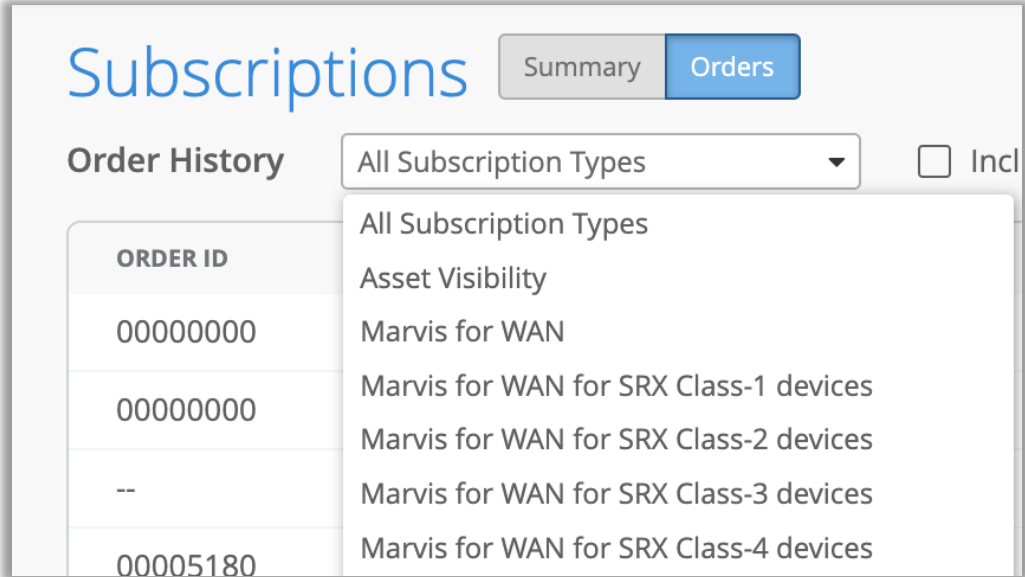 Subscriptions Summary Orders
Order History All Subscription Types Incl
All Subscription Types
ORDER ID
Asset Visibility
00000000
Marvis for WAN
Marvis for WAN for SRX Class-1 devices
00000000
Marvis for WAN for SRX Class-2 devices
--
Marvis for WAN for SRX Class-3 devices
00005180
Marvis for WAN for SRX Class-4 devices